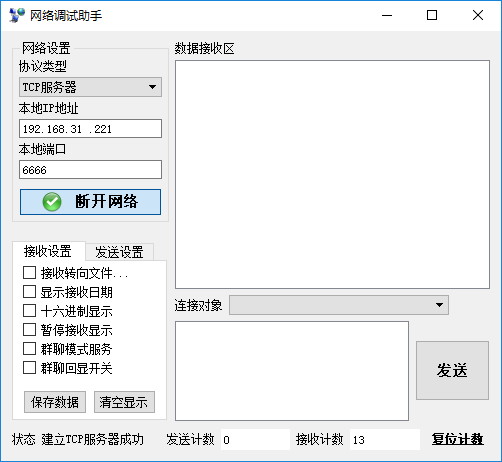 网络调试助手
网络设置
协议类型
TCP服务器
本地IP地址
192.168.31 .221
本地端口
6666
断开网络
接收设置 发送设置
接收转向文件...
显示接收日期
十六进制显示
暂停接收显示
群聊模式服务
群聊回显开关
保存数据 清空显示
数据接收区
连接对象
发送
状态 建立TCP服务器成功 发送计数 0 接收计数 13 复位计数